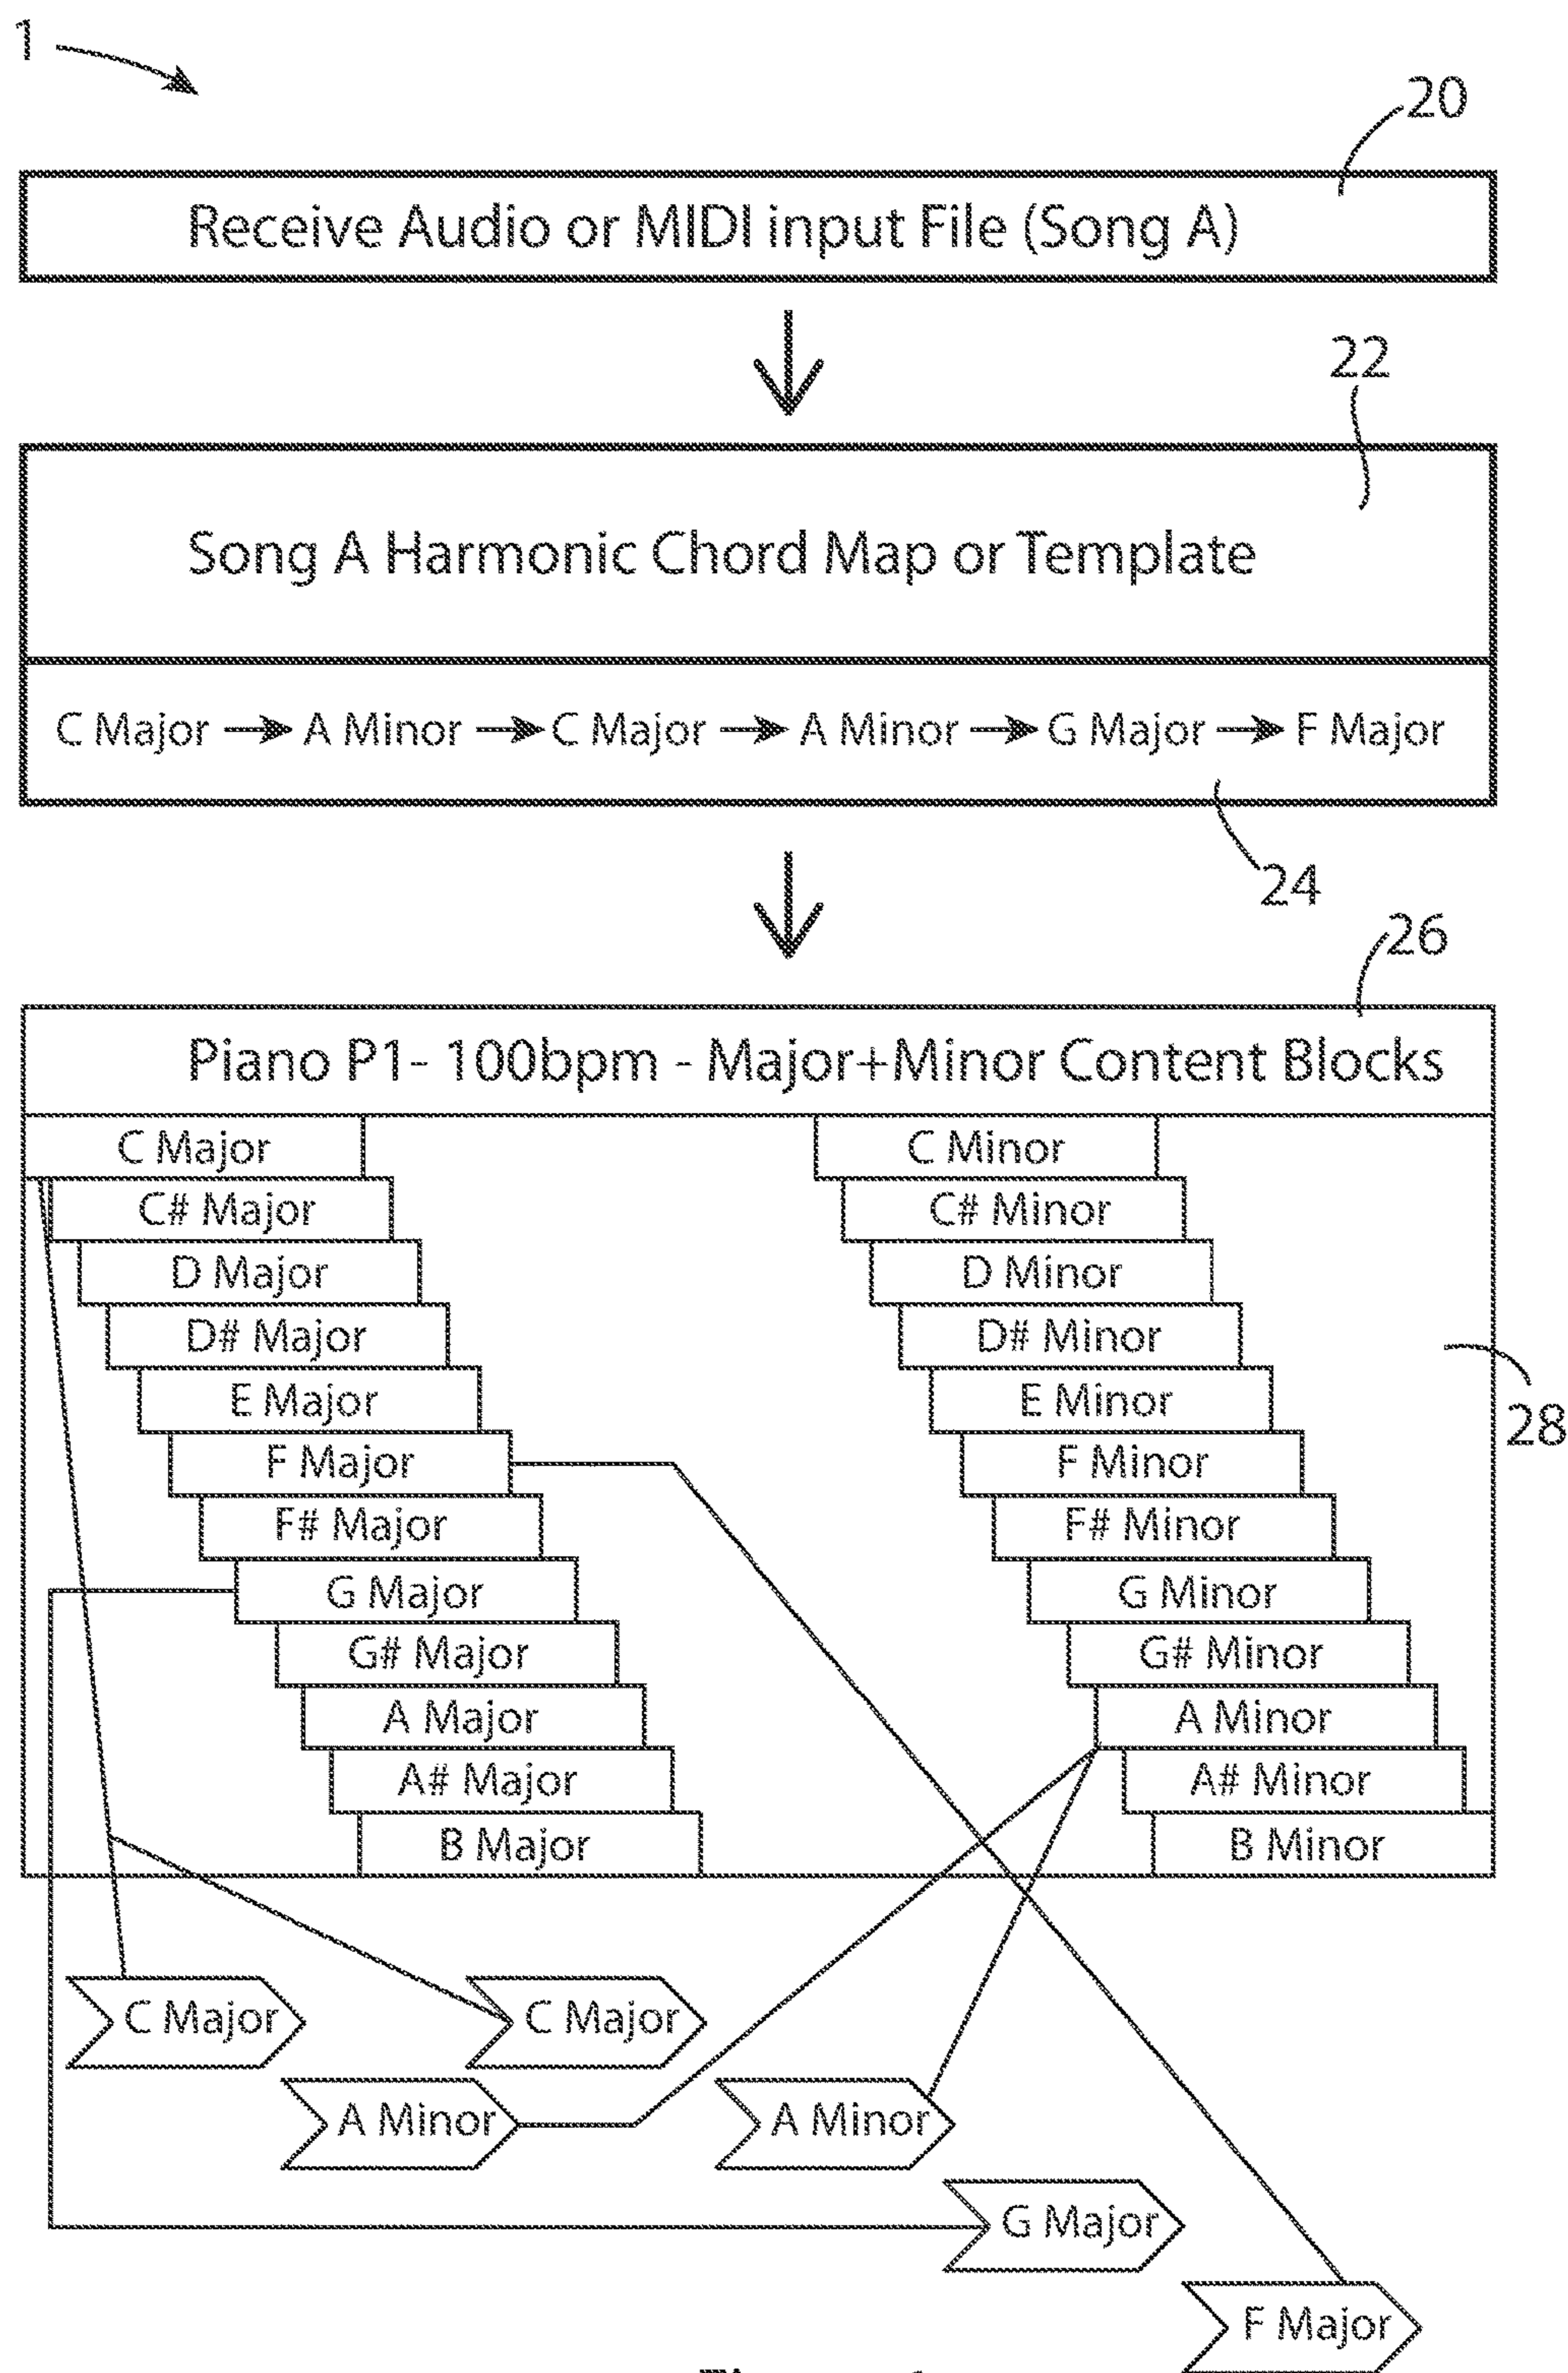 1
20
Receive Audio or MIDI input File (Song A)
22
Song A Harmonic Chord Map or Template
C Major A Minor C Major A Minor G Major F Major
24
26
Piano P1- 100bpm - Major+Minor Content Blocks
C Major C Minor
C# Major C# Minor
D Major D Minor
D# Major D# Minor
E Major E Minor
28
F Major F Minor
F# Major F# Minor
G Major G Minor
G# Major G# Minor
A Major A Minor
A# Major A# Minor
B Major B Minor
C Major C Major
A Minor A Minor
G Major
F Major